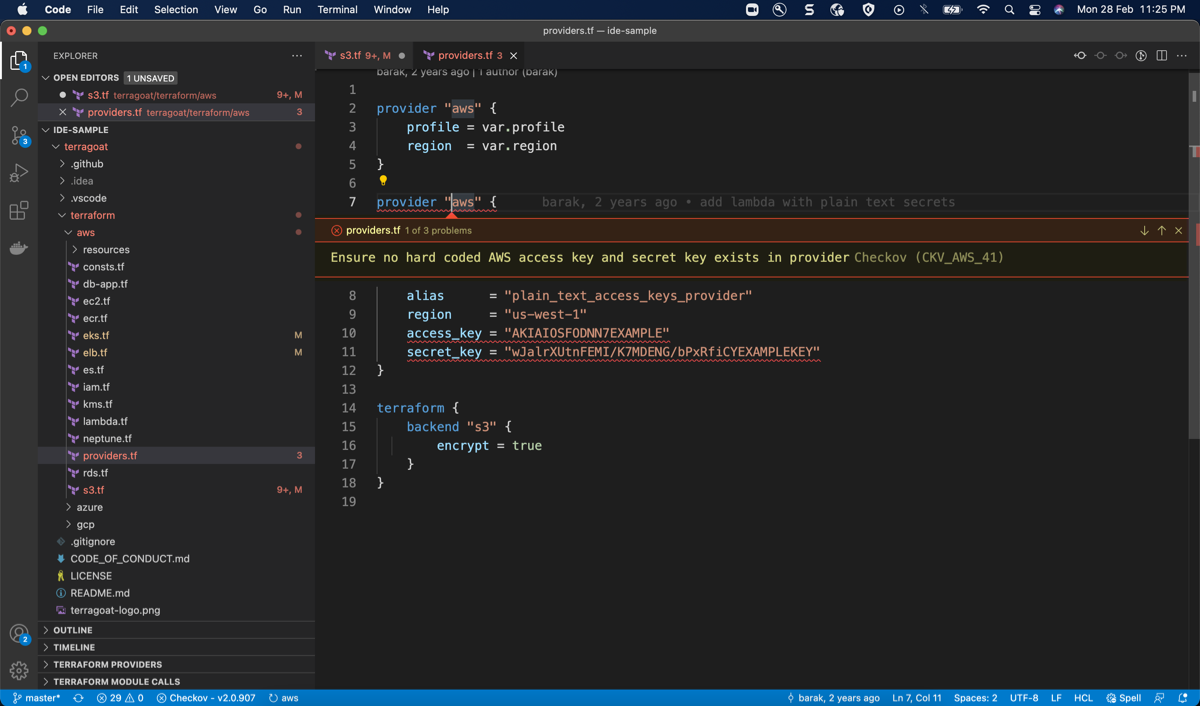 Code File Edit Selection View Go Run Terminal Window Help Mon 28 Feb 11:25 PM
providers.tf — ide-sample
EXPLORER
OPEN EDITORS 1 UNSAVED
s3.tf terragoat/terraform/aws 9+, M
providers.tf terragoat/terraform/aws 3
IDE-SAMPLE
terragoat
.github
.idea
.vscode
terraform
aws
resources
consts.tf
db-app.tf
ec2.tf
ecr.tf
eks.tf M
elb.tf M
es.tf
iam.tf
kms.tf
lambda.tf
neptune.tf
providers.tf 3
rds.tf
s3.tf 9+, M
azure
gcp
.gitignore
CODE_OF_CONDUCT.md
LICENSE
README.md
terragoat-logo.png
OUTLINE
TIMELINE
TERRAFORM PROVIDERS
TERRAFORM MODULE CALLS
1
3
2
s3.tf 9+, M providers.tf 3
barak, 2 years ago | 1 author (barak)
1
2 provider "aws" {
3 profile = var.profile
4 region = var.region
5 }
6
7 provider "aws" { barak, 2 years ago • add lambda with plain text secrets
providers.tf 1 of 3 problems
Ensure no hard coded AWS access key and secret key exists in provider Checkov (CKV_AWS_41)
8 alias = "plain_text_access_keys_provider"
9 region = "us-west-1"
10 access_key = "AKIAIOSFODNN7EXAMPLE"
11 secret_key = "wJalrXUtnFEMI/K7MDENG/bPxRfiCYEXAMPLEKEY"
12 }
13
14 terraform {
15 backend "s3" {
16 encrypt = true
17 }
18 }
19
master* 29 0 Checkov - v2.0.907 aws barak, 2 years ago Ln 7, Col 11 Spaces: 2 UTF-8 LF HCL Spell